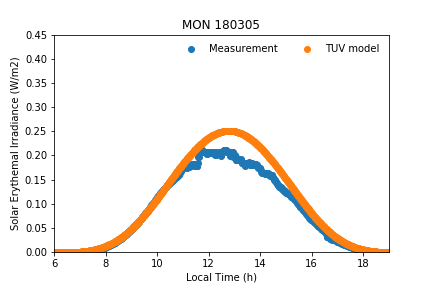 MON 180305
Measurement
TUV model
Solar Erythemal Irradiance (W/m2)
0.45
0.40
0.35
0.30
0.25
0.20
0.15
0.10
0.05
0.00
6 8 10 12 14 16 18
Local Time (h)